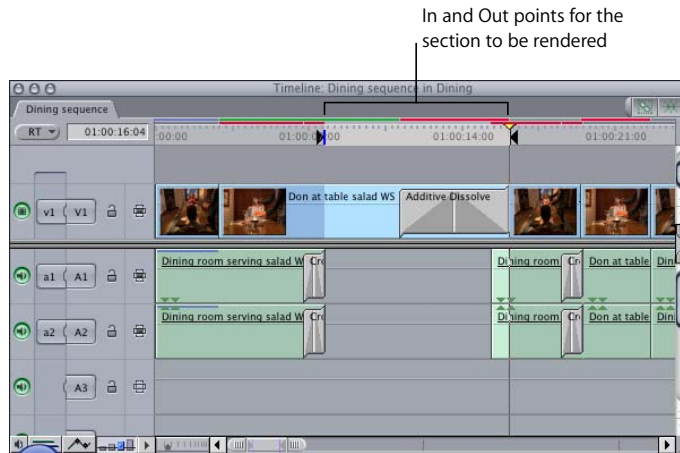 In and Out points for the
section to be rendered
Timeline: Dining sequence in Dining
Dining sequence
RT 01:00:16:04 :00:00 01:00:0 :00 01:00:14:00 01:00:21:00
v1 V1 Don at table salad WS Additive Dissolve
a1 A1 Dining room serving salad W Cro Dining room Cr Don at table Din
a2 A2 Dining room serving salad W Cro Dining room Cr Don at table Din
A3